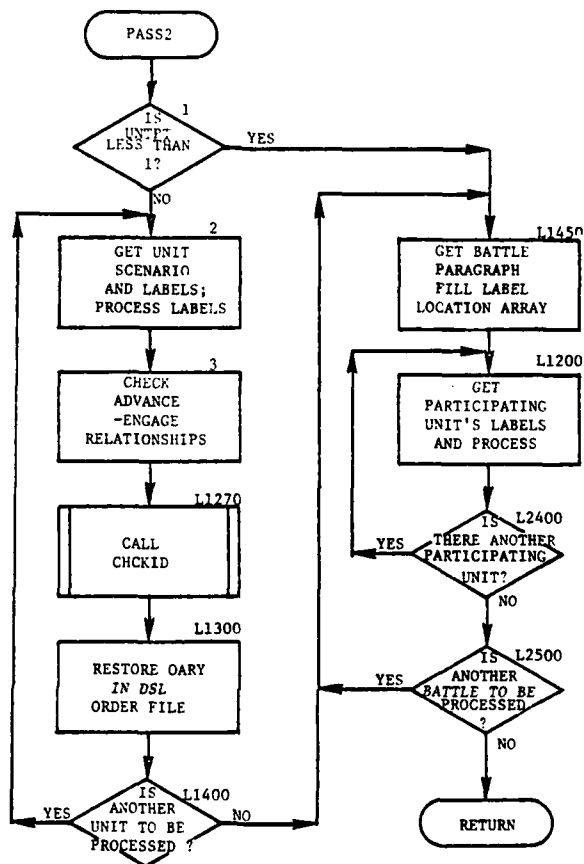 PASS2
1
IS
LESS THAN
1?
YES
NO
2
GET UNIT
SCENARIO
AND LABELS;
PROCESS LABELS
3
CHECK
ADVANCE
-ENGAGE
RELATIONSHIPS
L1270
CALL
CHCKID
L1300
RESTORE OARY
IN DSL
ORDER FILE
L1400
IS
ANOTHER
UNIT TO BE
PROCESSED ?
YES
NO
L1450
GET BATTLE
PARAGRAPH
FILL LABEL
LOCATION ARRAY
L1200
GET
PARTICIPATING
UNIT'S LABELS
AND PROCESS
L2400
IS
THERE ANOTHER
PARTICIPATING
UNIT?
YES
NO
L2500
IS
ANOTHER
BATTLE TO BE
PROCESSED
?
YES
NO
RETURN